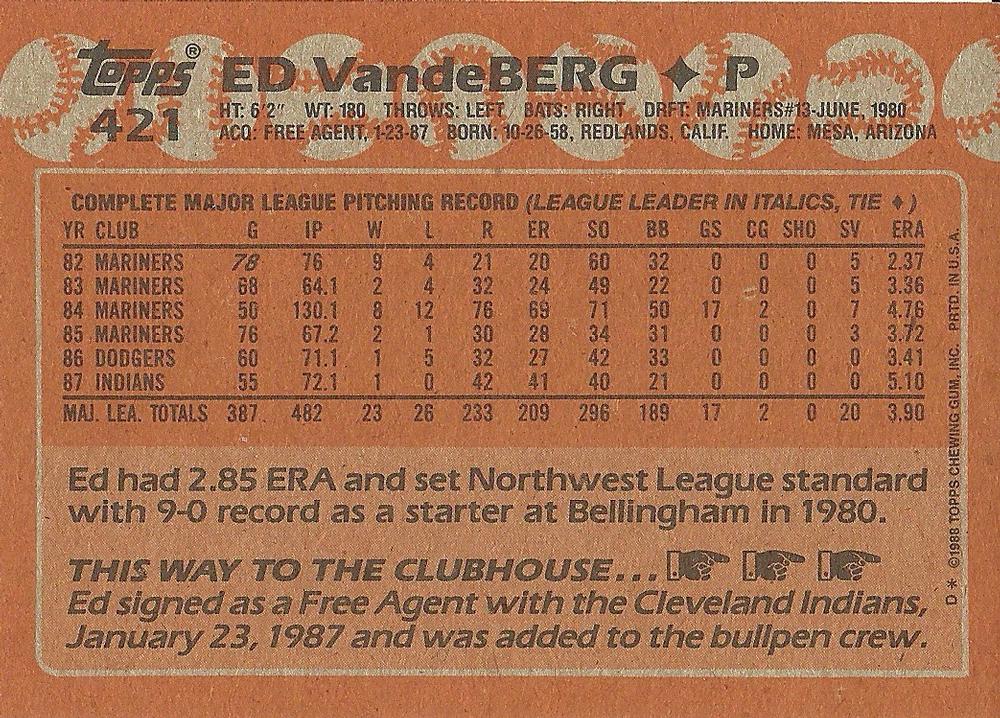 Topps®
421
ED VandeBERG ✦ P
HT: 6'2" WT: 180 THROWS: LEFT BATS: RIGHT DRFT: MARINERS#13-JUNE, 1980
ACQ: FREE AGENT, 1-23-87 BORN: 10-26-58, REDLANDS, CALIF. HOME: MESA, ARIZONA
COMPLETE MAJOR LEAGUE PITCHING RECORD (LEAGUE LEADER IN ITALICS, TIE ♦)
YR CLUB G IP W L R ER SO BB GS CG SHO SV ERA
82 MARINERS 78 76 9 4 21 20 60 32 0 0 0 5 2.37
83 MARINERS 68 64.1 2 4 32 24 49 22 0 0 0 5 3.36
84 MARINERS 50 130.1 8 12 76 69 71 50 17 2 0 7 4.76
85 MARINERS 76 67.2 2 1 30 28 34 31 0 0 0 3 3.72
86 DODGERS 60 71.1 1 5 32 27 42 33 0 0 0 0 3.41
87 INDIANS 55 72.1 1 0 42 41 40 21 0 0 0 0 5.10
MAJ. LEA. TOTALS 387 482 23 26 233 209 296 189 17 2 0 20 3.90
Ed had 2.85 ERA and set Northwest League standard
with 9-0 record as a starter at Bellingham in 1980.
THIS WAY TO THE CLUBHOUSE...
Ed signed as a Free Agent with the Cleveland Indians,
January 23, 1987 and was added to the bullpen crew.
D* ©1988 TOPPS CHEWING GUM, INC. PRTD. IN U.S.A.